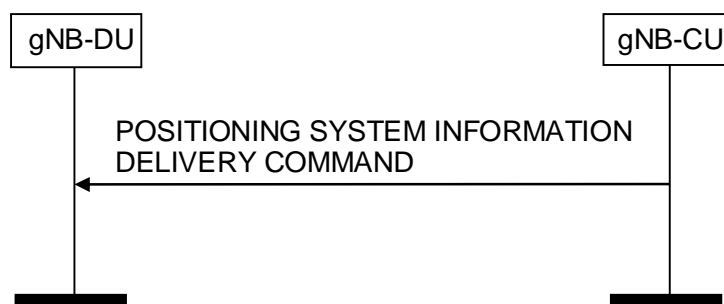 gNB-DU
gNB-CU
POSITIONING SYSTEM INFORMATION
DELIVERY COMMAND